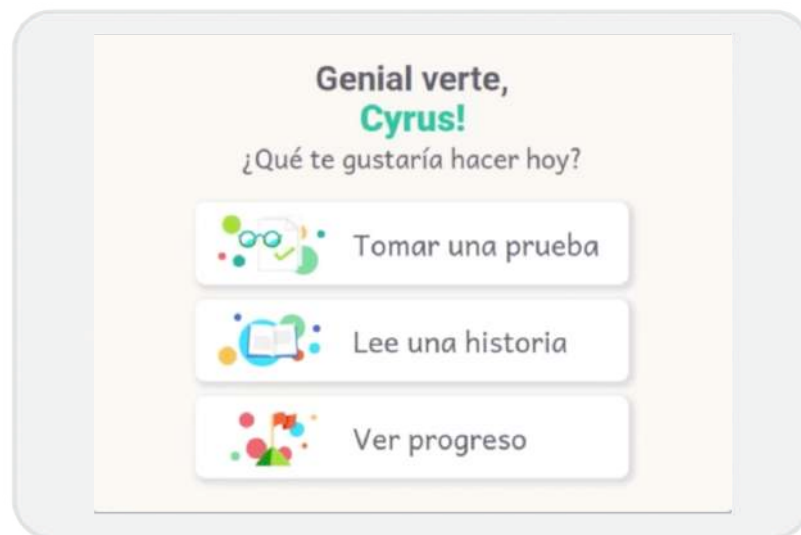 Genial verte,
Cyrus!
¿Qué te gustaría hacer hoy?
Tomar una prueba
Lee una historia
Ver progreso